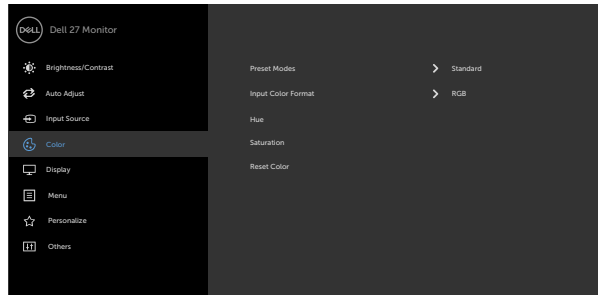 DELL Dell 27 Monitor
Brightness/Contrast
Auto Adjust
Input Source
Color
Display
Menu
Personalize
Others
Preset Modes Standard
Input Color Format RGB
Hue
Saturation
Reset Color